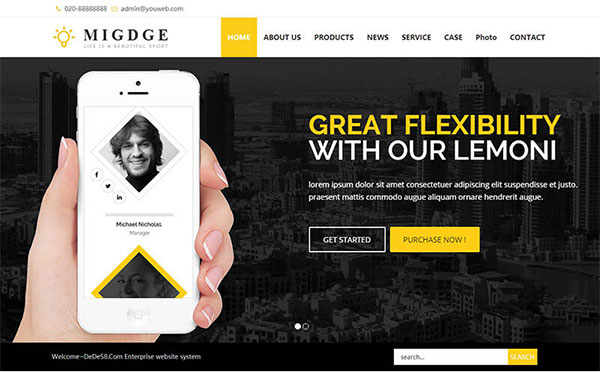 020-88888888 admin@youweb.com
MIGDGE
LIFE IS A BEAUTIFUL SPORT
HOME ABOUT US PRODUCTS NEWS SERVICE CASE Photo CONTACT
GREAT FLEXIBILITY
WITH OUR LEMONI
lorem ipsum dolor sit amet consectetuer adipiscing elit suspendisse et justo.
praesent mattis commodo augue aliquam ornare hendrerit augue.
GET STARTED PURCHASE NOW !
Michael Nicholas
Manager
Welcome~DeDe58.Com Enterprise website system
search... SEARCH